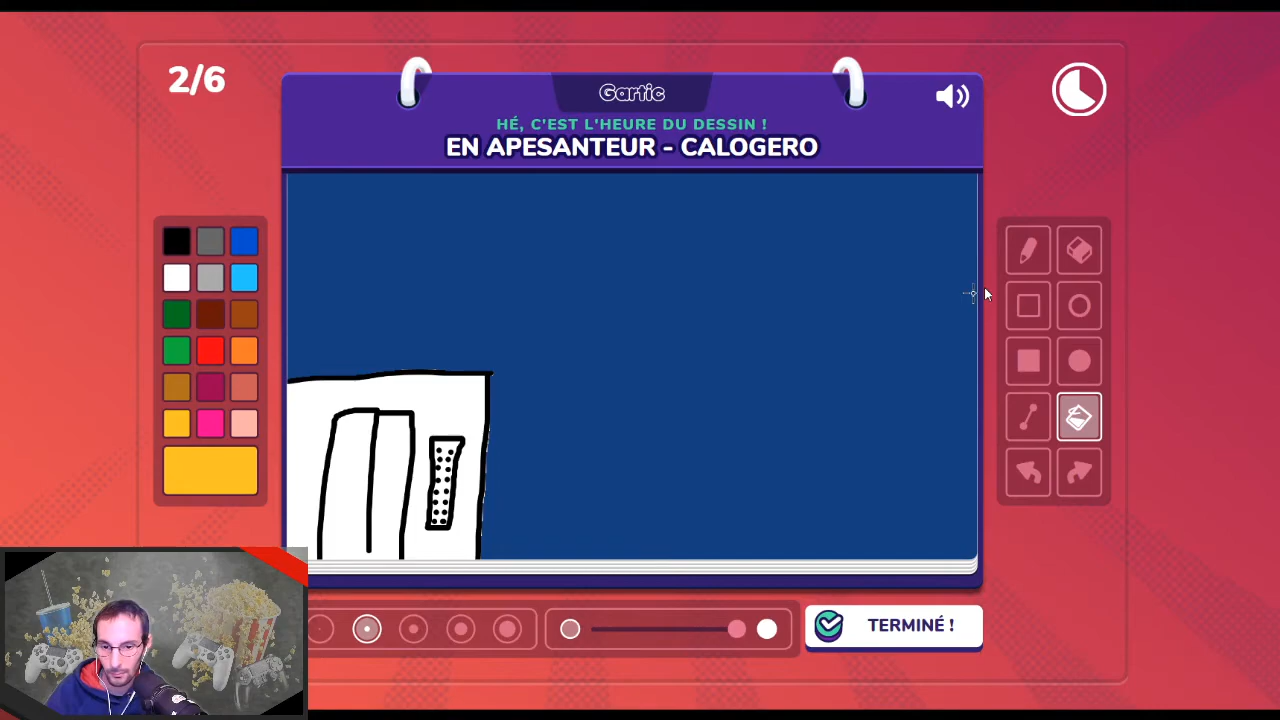 2/6
Gartic
HÉ, C'EST L'HEURE DU DESSIN !
EN APESANTEUR - CALOGERO
TERMINÉ !